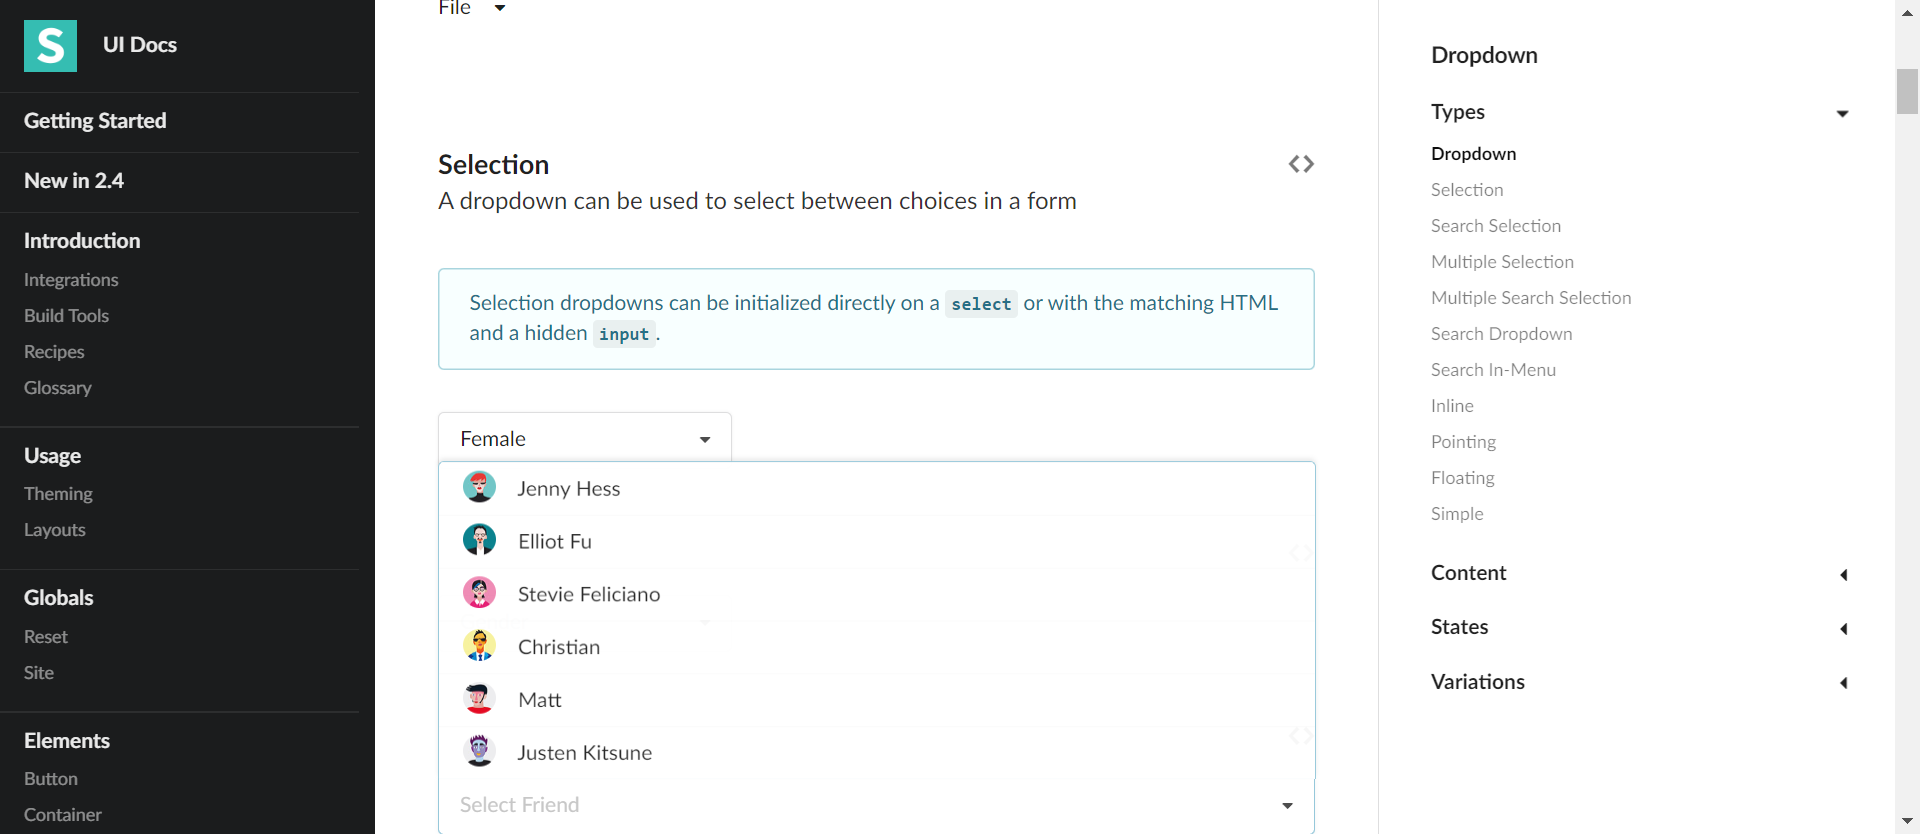 S
UI Docs
Getting Started
New in 2.4
Introduction
Integrations
Build Tools
Recipes
Glossary
Usage
Theming
Layouts
Globals
Reset
Site
Elements
Button
Container
File
Selection
A dropdown can be used to select between choices in a form
Selection dropdowns can be initialized directly on a select or with the matching HTML
and a hidden input.
Female
Jenny Hess
Elliot Fu
Stevie Feliciano
Christian
Matt
Justen Kitsune
Select Friend
Dropdown
Types
Dropdown
Selection
Search Selection
Multiple Selection
Multiple Search Selection
Search Dropdown
Search In-Menu
Inline
Pointing
Floating
Simple
Content
States
Variations